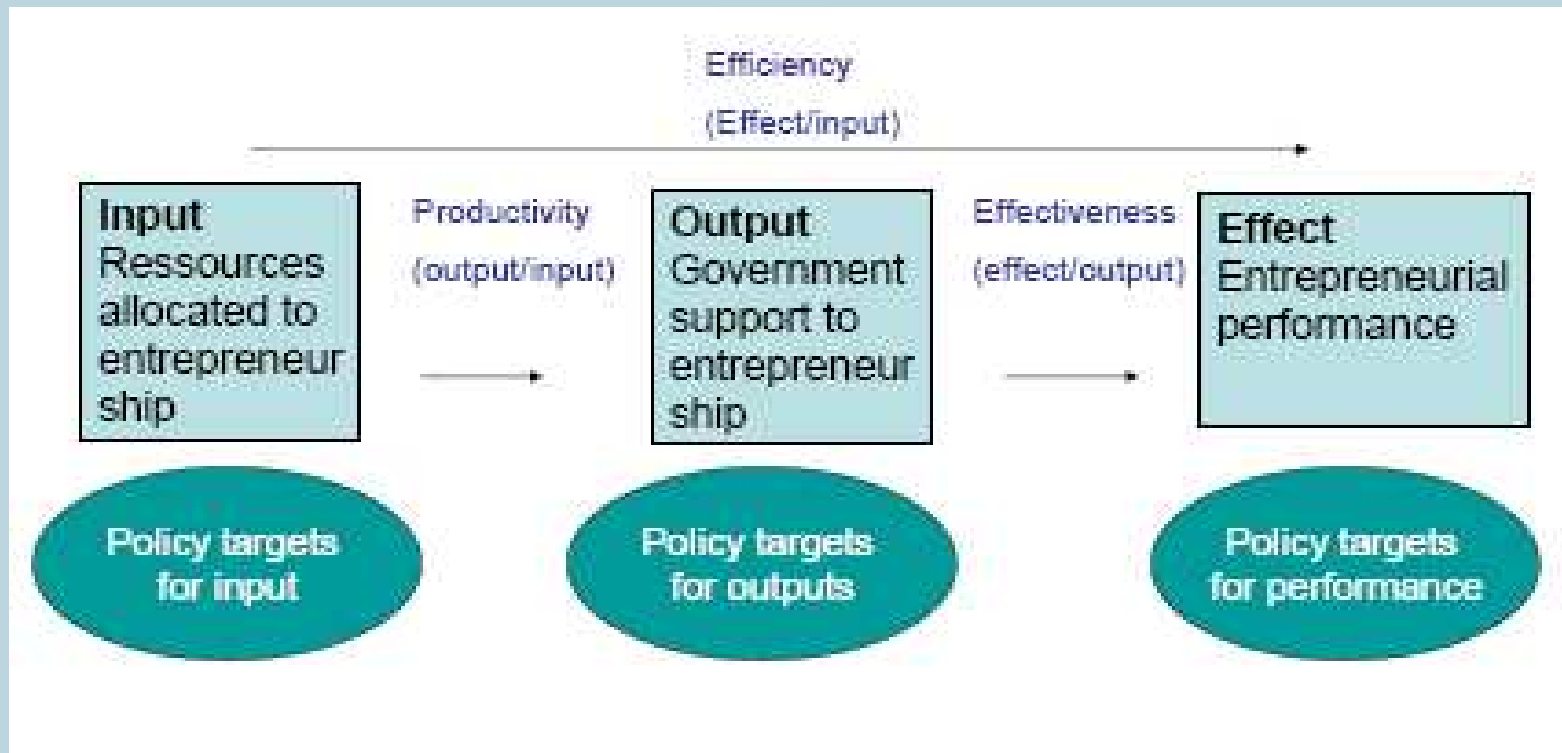 Efficiency
(Effect/input)
Input
Ressources
allocated to
entrepreneur
ship
Productivity
(output/input)
Output
Government
support to
entrepreneur
ship
Effectiveness
(effect/output)
Effect
Entrepreneurial
performance
Policy targets
for input
Policy targets
for outputs
Policy targets
for performance